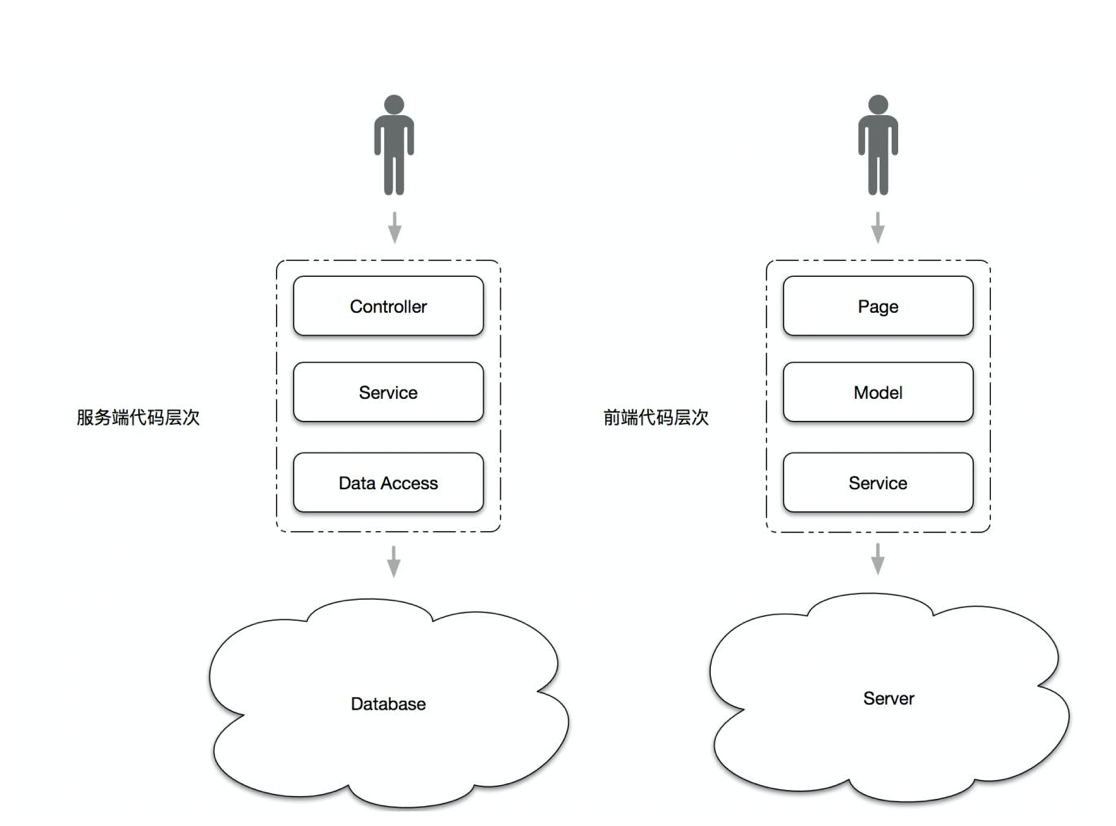 服务端代码层次
Controller
Service
Data Access
Database
前端代码层次
Page
Model
Service
Server